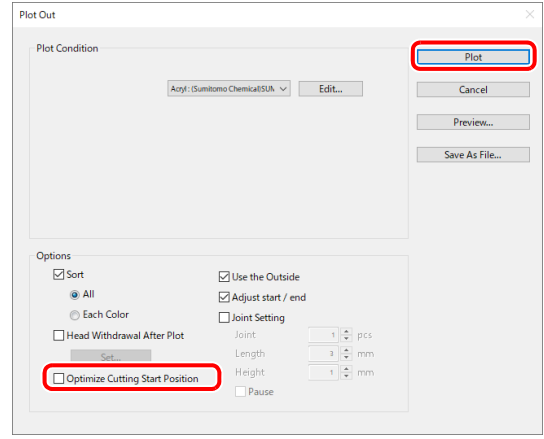 Plot Out
Plot Condition
Acryl : (Sumitomo Chemical)SUM
Edit...
Plot
Cancel
Preview...
Save As File...
Options
Sort
All
Each Color
Head Withdrawal After Plot
Set...
Optimize Cutting Start Position
Use the Outside
Adjust start / end
Joint Setting
Joint 1 pcs
Length 3 mm
Height 1 mm
Pause